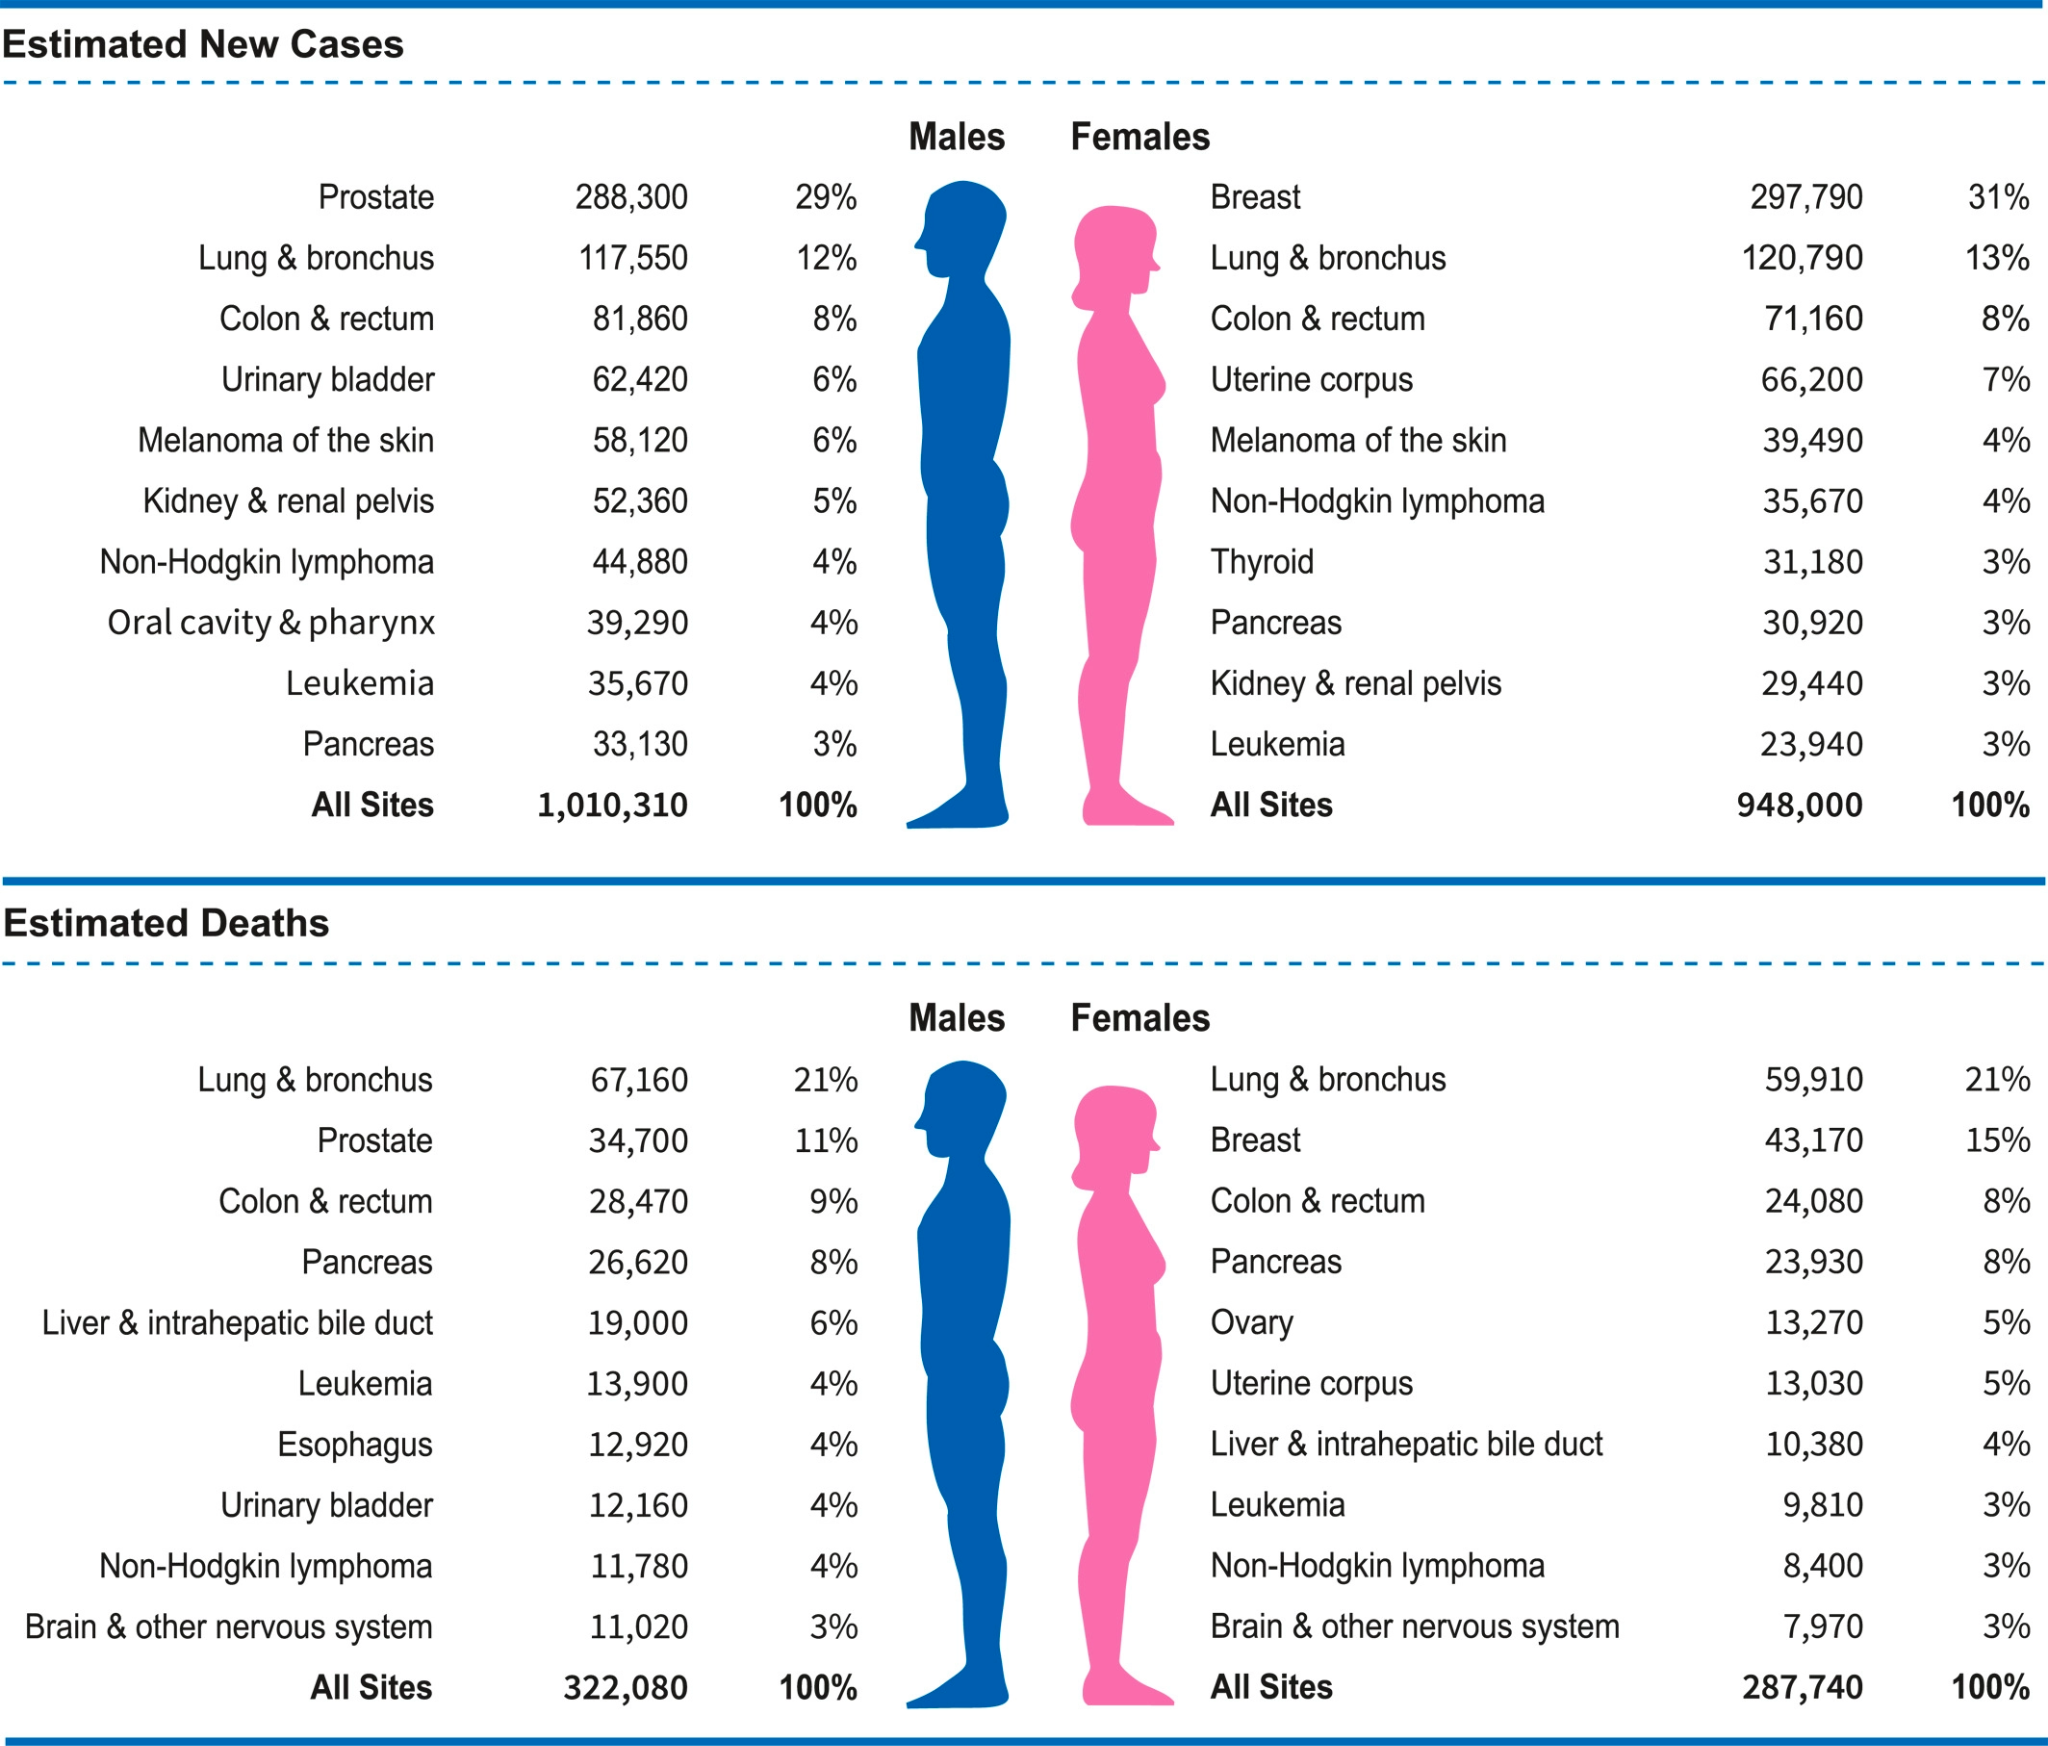 Estimated New Cases
Males Females
Prostate 288,300 29% Breast 297,790 31%
Lung & bronchus 117,550 12% Lung & bronchus 120,790 13%
Colon & rectum 81,860 8% Colon & rectum 71,160 8%
Urinary bladder 62,420 6% Uterine corpus 66,200 7%
Melanoma of the skin 58,120 6% Melanoma of the skin 39,490 4%
Kidney & renal pelvis 52,360 5% Non-Hodgkin lymphoma 35,670 4%
Non-Hodgkin lymphoma 44,880 4% Thyroid 31,180 3%
Oral cavity & pharynx 39,290 4% Pancreas 30,920 3%
Leukemia 35,670 4% Kidney & renal pelvis 29,440 3%
Pancreas 33,130 3% Leukemia 23,940 3%
All Sites 1,010,310 100% All Sites 948,000 100%
Estimated Deaths
Males Females
Lung & bronchus 67,160 21% Lung & bronchus 59,910 21%
Prostate 34,700 11% Breast 43,170 15%
Colon & rectum 28,470 9% Colon & rectum 24,080 8%
Pancreas 26,620 8% Pancreas 23,930 8%
Liver & intrahepatic bile duct 19,000 6% Ovary 13,270 5%
Leukemia 13,900 4% Uterine corpus 13,030 5%
Esophagus 12,920 4% Liver & intrahepatic bile duct 10,380 4%
Urinary bladder 12,160 4% Leukemia 9,810 3%
Non-Hodgkin lymphoma 11,780 4% Non-Hodgkin lymphoma 8,400 3%
Brain & other nervous system 11,020 3% Brain & other nervous system 7,970 3%
All Sites 322,080 100% All Sites 287,740 100%